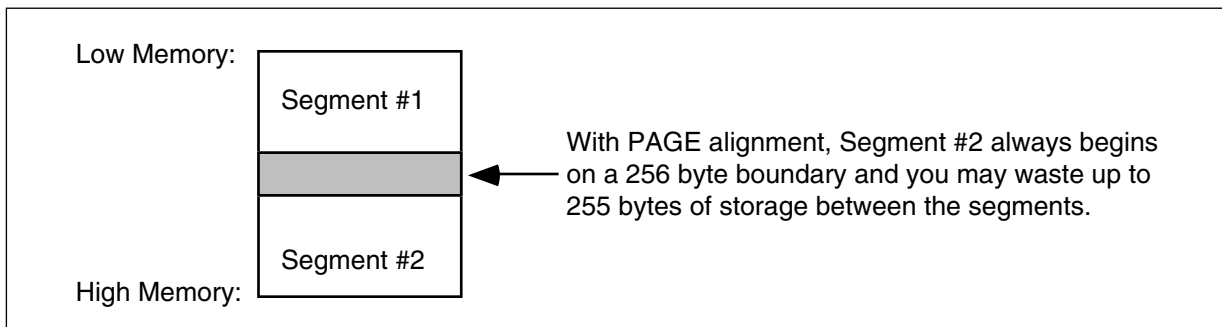 Low Memory:
Segment #1
With PAGE alignment, Segment #2 always begins
on a 256 byte boundary and you may waste up to
255 bytes of storage between the segments.
Segment #2
High Memory: